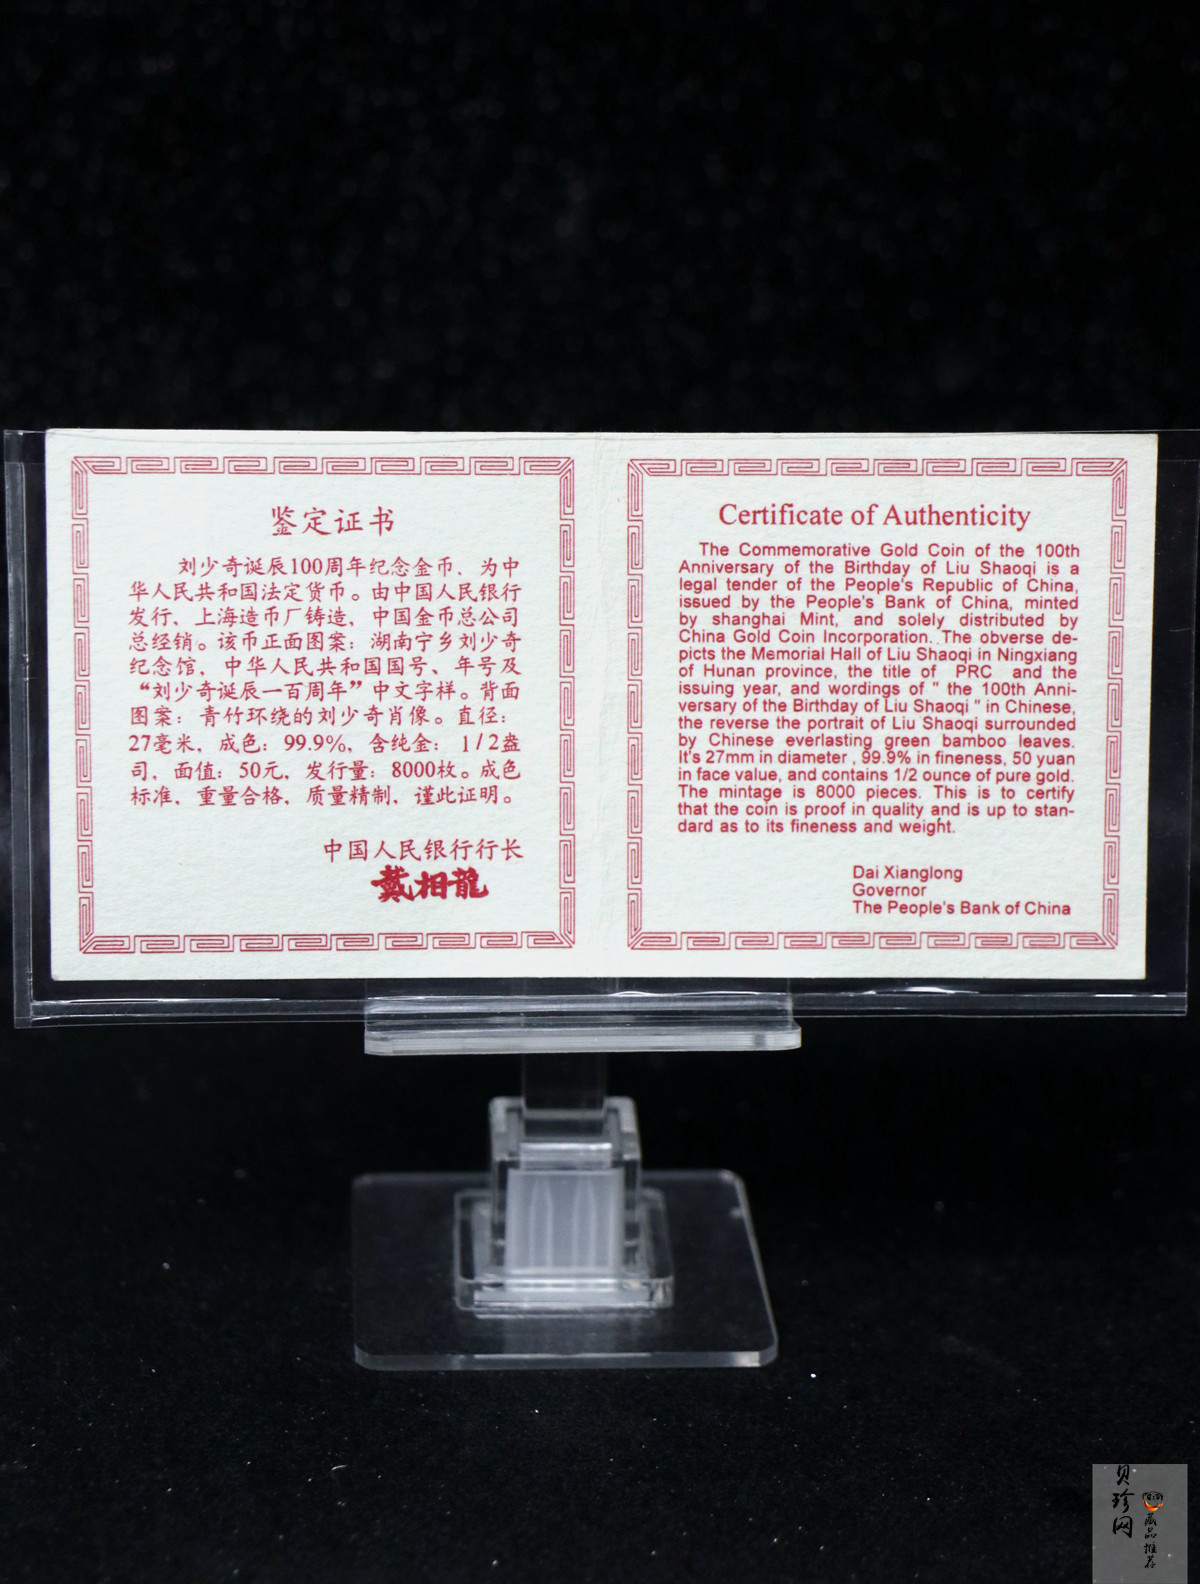 鉴定证书
刘少奇诞辰100周年纪念金币、为中
华人民共和国法定货币。由中国人民银行
发行，上海造币厂铸造，中国金币总公司
总经销。该币正面图案：湖南宁乡刘少奇
纪念馆，中华人民共和国国号、年号及
“刘少奇诞辰一百周年”中文字样。背面
图案：青竹环绕的刘少奇肖像。直径：
27毫米，成色：99.9%，含纯金：1/2盎
司，面值：50元，发行量：8000枚。成色
标准，重量合格，质量精制，谨此证明。
中国人民银行行长
戴相龍
Certificate of Authenticity
The Commemorative Gold Coin of the 100th
Anniversary of the Birthday of Liu Shaoqi is a
legal tender of the People's Republic of China,
issued by the People's Bank of China, minted
by shanghai Mint, and solely distributed by
China Gold Coin Incorporation. The obverse de-
picts the Memorial Hall of Liu Shaoqi in Ningxiang
of Hunan province, the title of PRC and the
issuing year, and wordings of " the 100th Anni-
versary of the Birthday of Liu Shaoqi " in Chinese,
the reverse the portrait of Liu Shaoqi surrounded
by Chinese everlasting green bamboo leaves.
It's 27mm in diameter , 99.9% in fineness, 50 yuan
in face value, and contains 1/2 ounce of pure gold.
The mintage is 8000 pieces. This is to certify
that the coin is proof in quality and is up to stan-
dard as to its fineness and weight.
Dai Xianglong
Governor
The People's Bank of China
贝珍网
藏品推荐